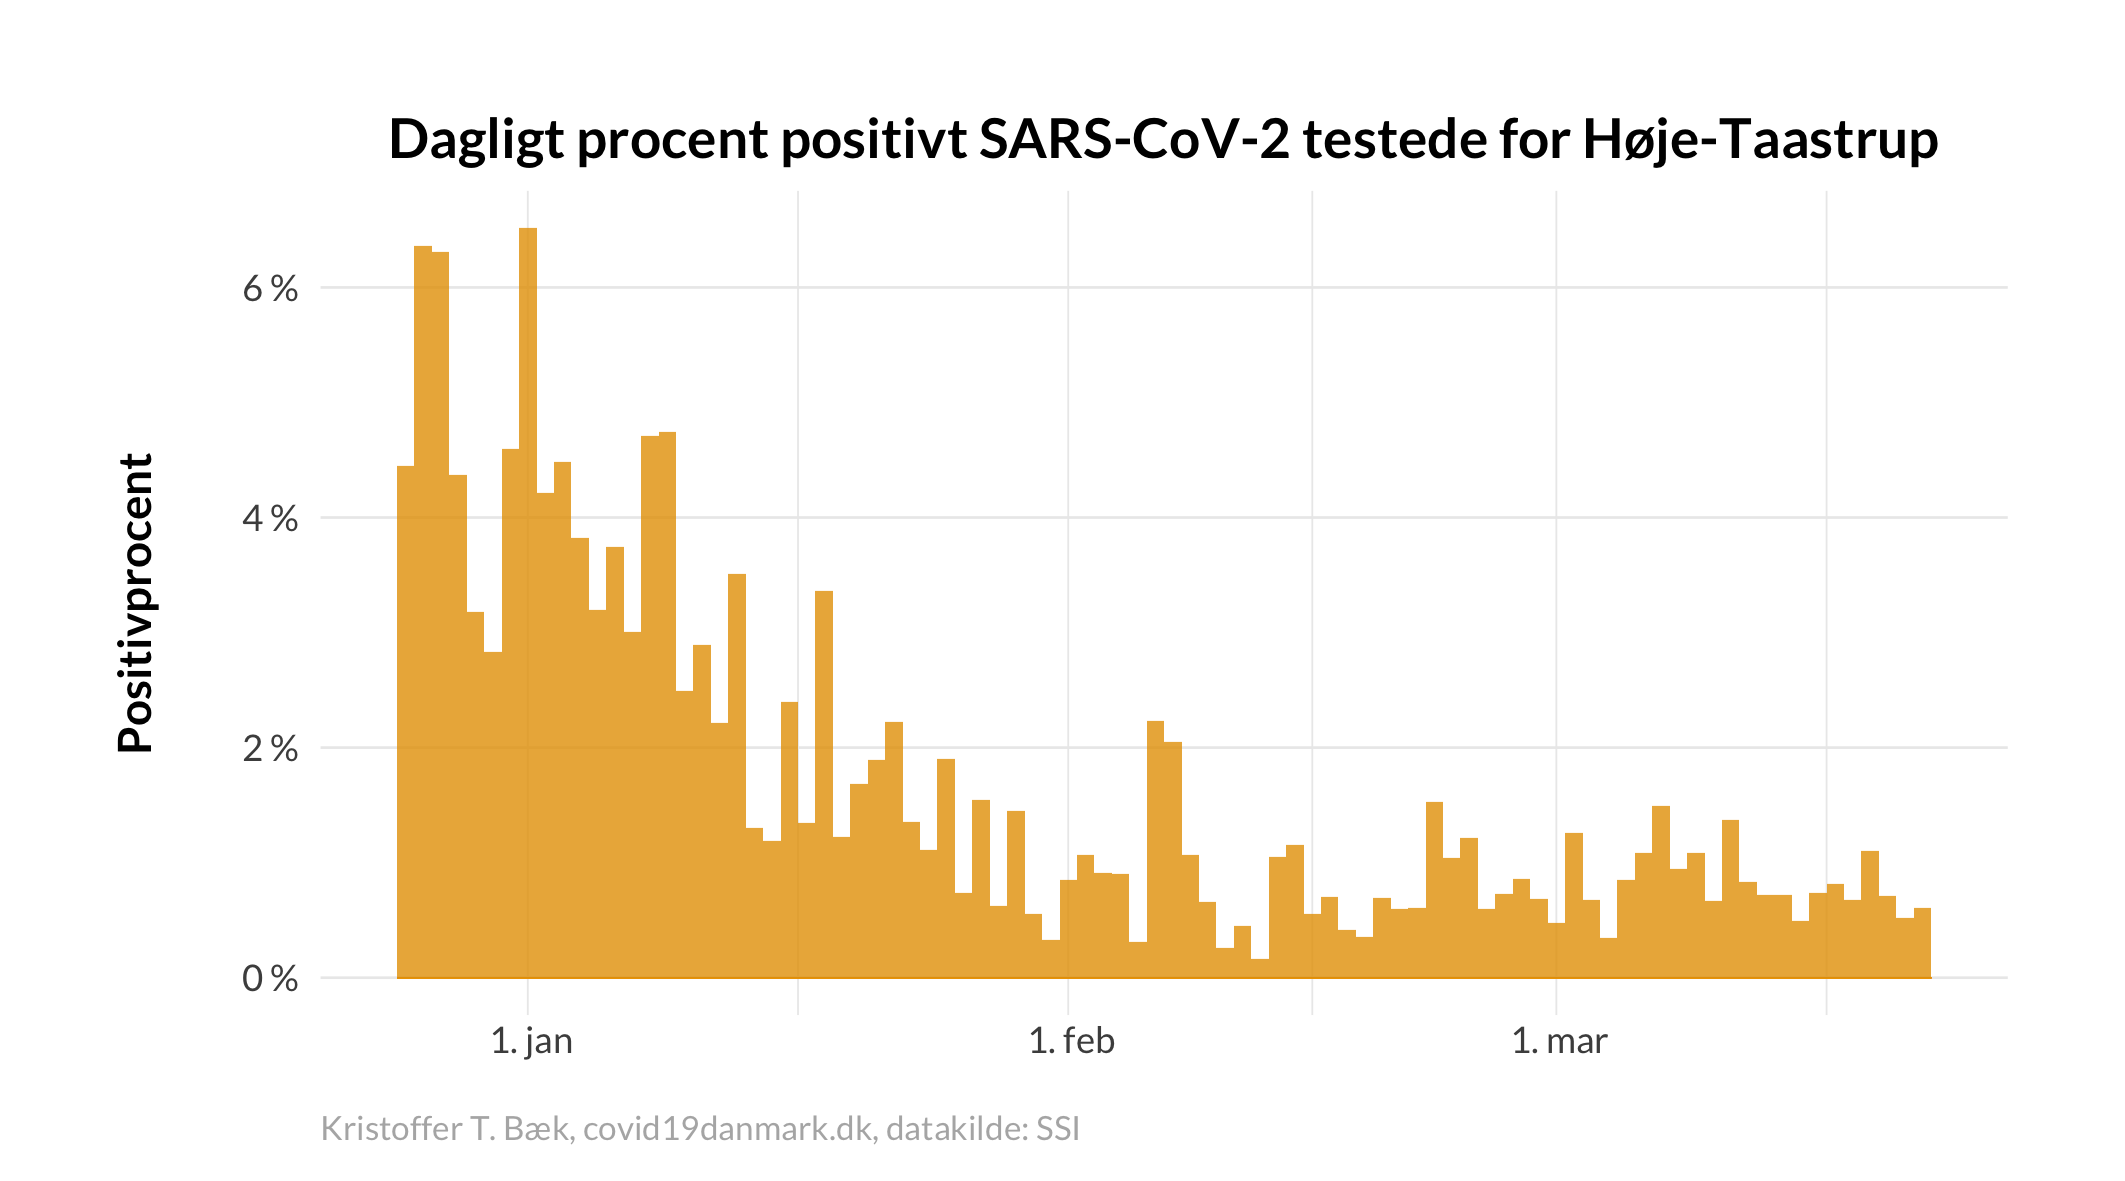 Dagligt procent positivt SARS-CoV-2 testede for Høje-Taastrup
Positivprocent
6 %
4 %
2 %
0 %
1. jan
1. feb
1. mar
Kristoffer T. Bæk, covid19danmark.dk, datakilde: SSI